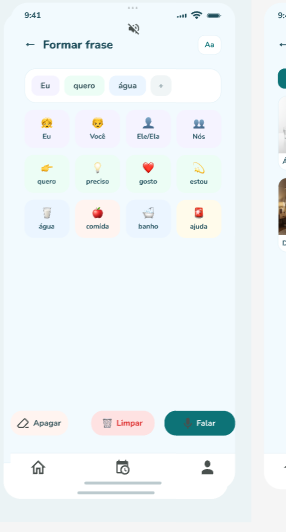 9:41
← Formar frase Aa
Eu quero água +
Eu Você Ele/Ela Nós
quero preciso gosto estou
água comida banho ajuda
Apagar Limpar Falar